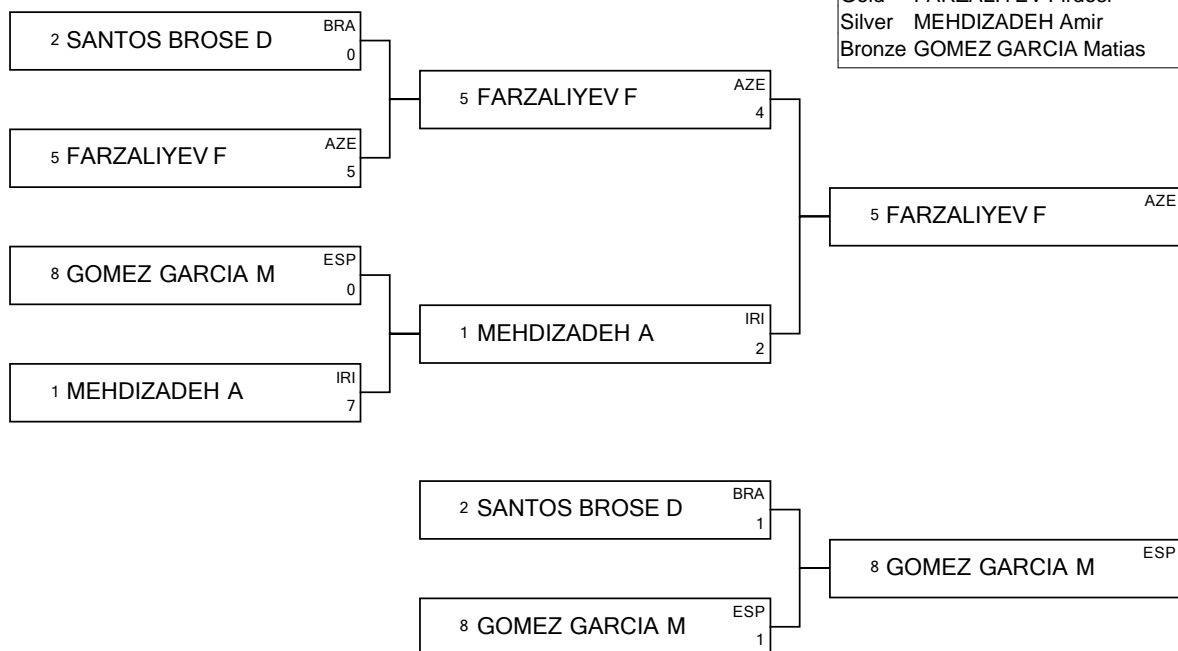 Silver MEHDIZADEH Amir
Bronze GOMEZ GARCIA Matias
2 SANTOS BROSE D BRA
0
5 FARZALIYEV F AZE
4
5 FARZALIYEV F AZE
5
5 FARZALIYEV F AZE
8 GOMEZ GARCIA M ESP
0
1 MEHDIZADEH A IRI
2
1 MEHDIZADEH A IRI
7
2 SANTOS BROSE D BRA
1
8 GOMEZ GARCIA M ESP
8 GOMEZ GARCIA M ESP
1